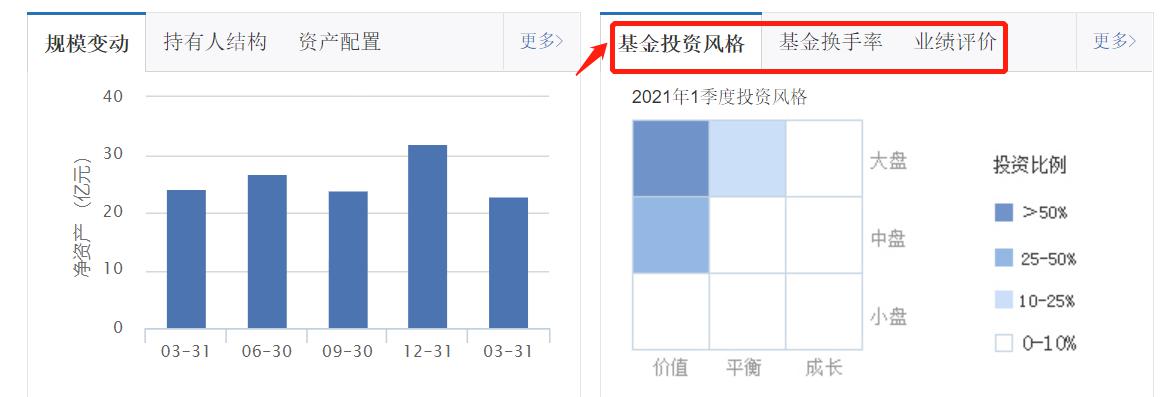 规模变动 持有人结构 资产配置 更多>
40
30
20
10
0
净资产（亿元）
03-31 06-30 09-30 12-31 03-31
基金投资风格 基金换手率 业绩评价 更多>
2021年1季度投资风格
大盘
中盘
小盘
价值 平衡 成长
投资比例
>50%
25-50%
10-25%
0-10%